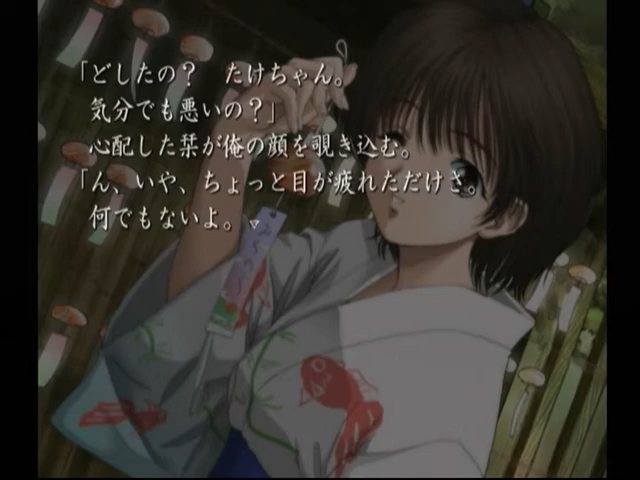 「どしたの？　たけちゃん。
気分でも悪いの？」
心配した栞が俺の顔を覗き込む。
「ん、いや、ちょっと目が疲れただけさ。
何でもないよ。